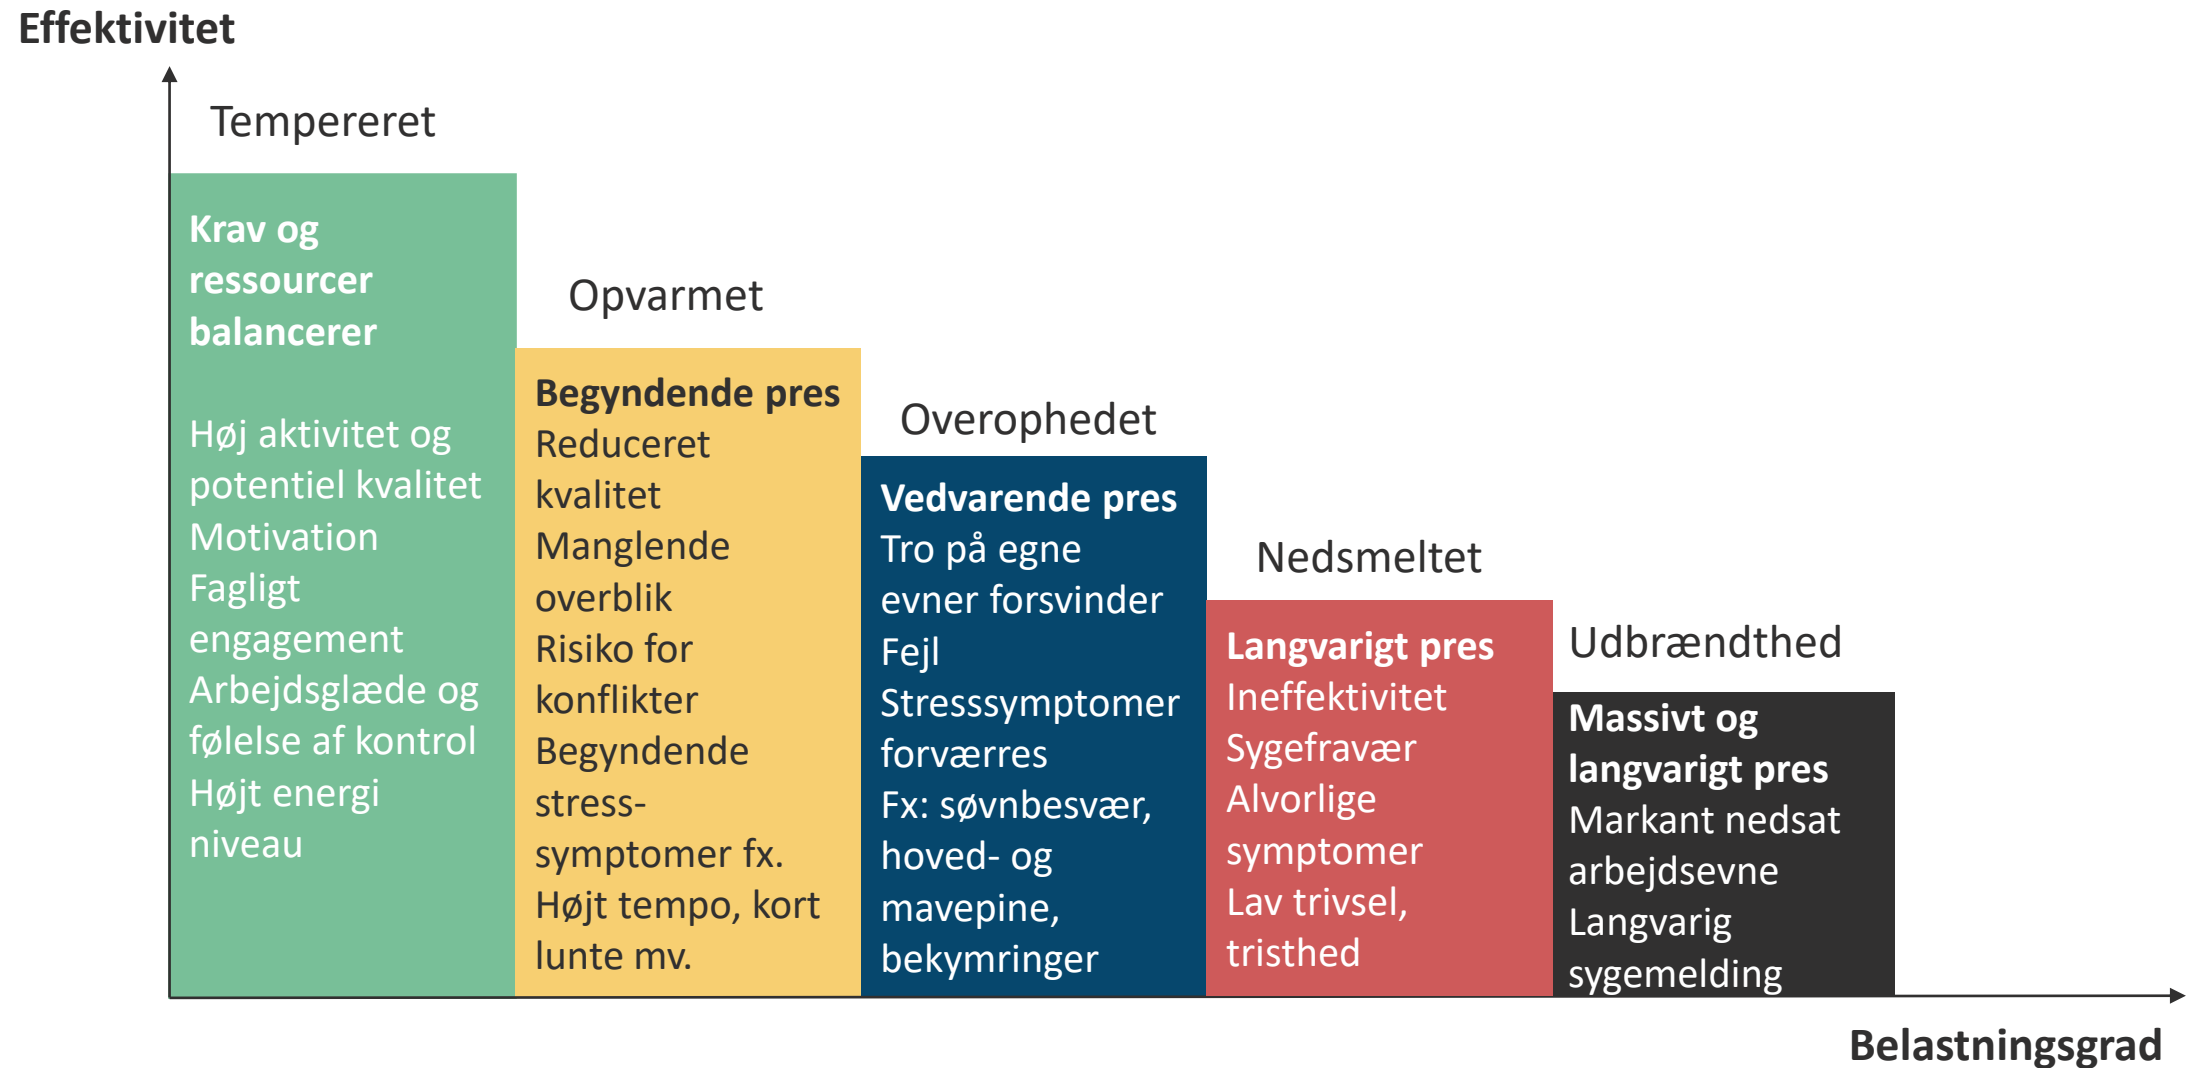 Effektivitet
Tempereret
Krav og
ressourcer
balancerer
Høj aktivitet og
potentiel kvalitet
Motivation
Fagligt
engagement
Arbejdsglæde og
følelse af kontrol
Højt energi
niveau
Opvarmet
Begyndende pres
Reduceret
kvalitet
Manglende
overblik
Risiko for
konflikter
Begyndende
stress-
symptomer fx.
Højt tempo, kort
lunte mv.
Overophedet
Vedvarende pres
Tro på egne
evner forsvinder
Fejl
Stresssymptomer
forværres
Fx: søvnbesvær,
hoved- og
mavepine,
bekymringer
Nedsmeltet
Langvarigt pres
Ineffektivitet
Sygefravær
Alvorlige
symptomer
Lav trivsel,
tristhed
Udbrændthed
Massivt og
langvarigt pres
Markant nedsat
arbejdsevne
Langvarig
sygemelding
Belastningsgrad